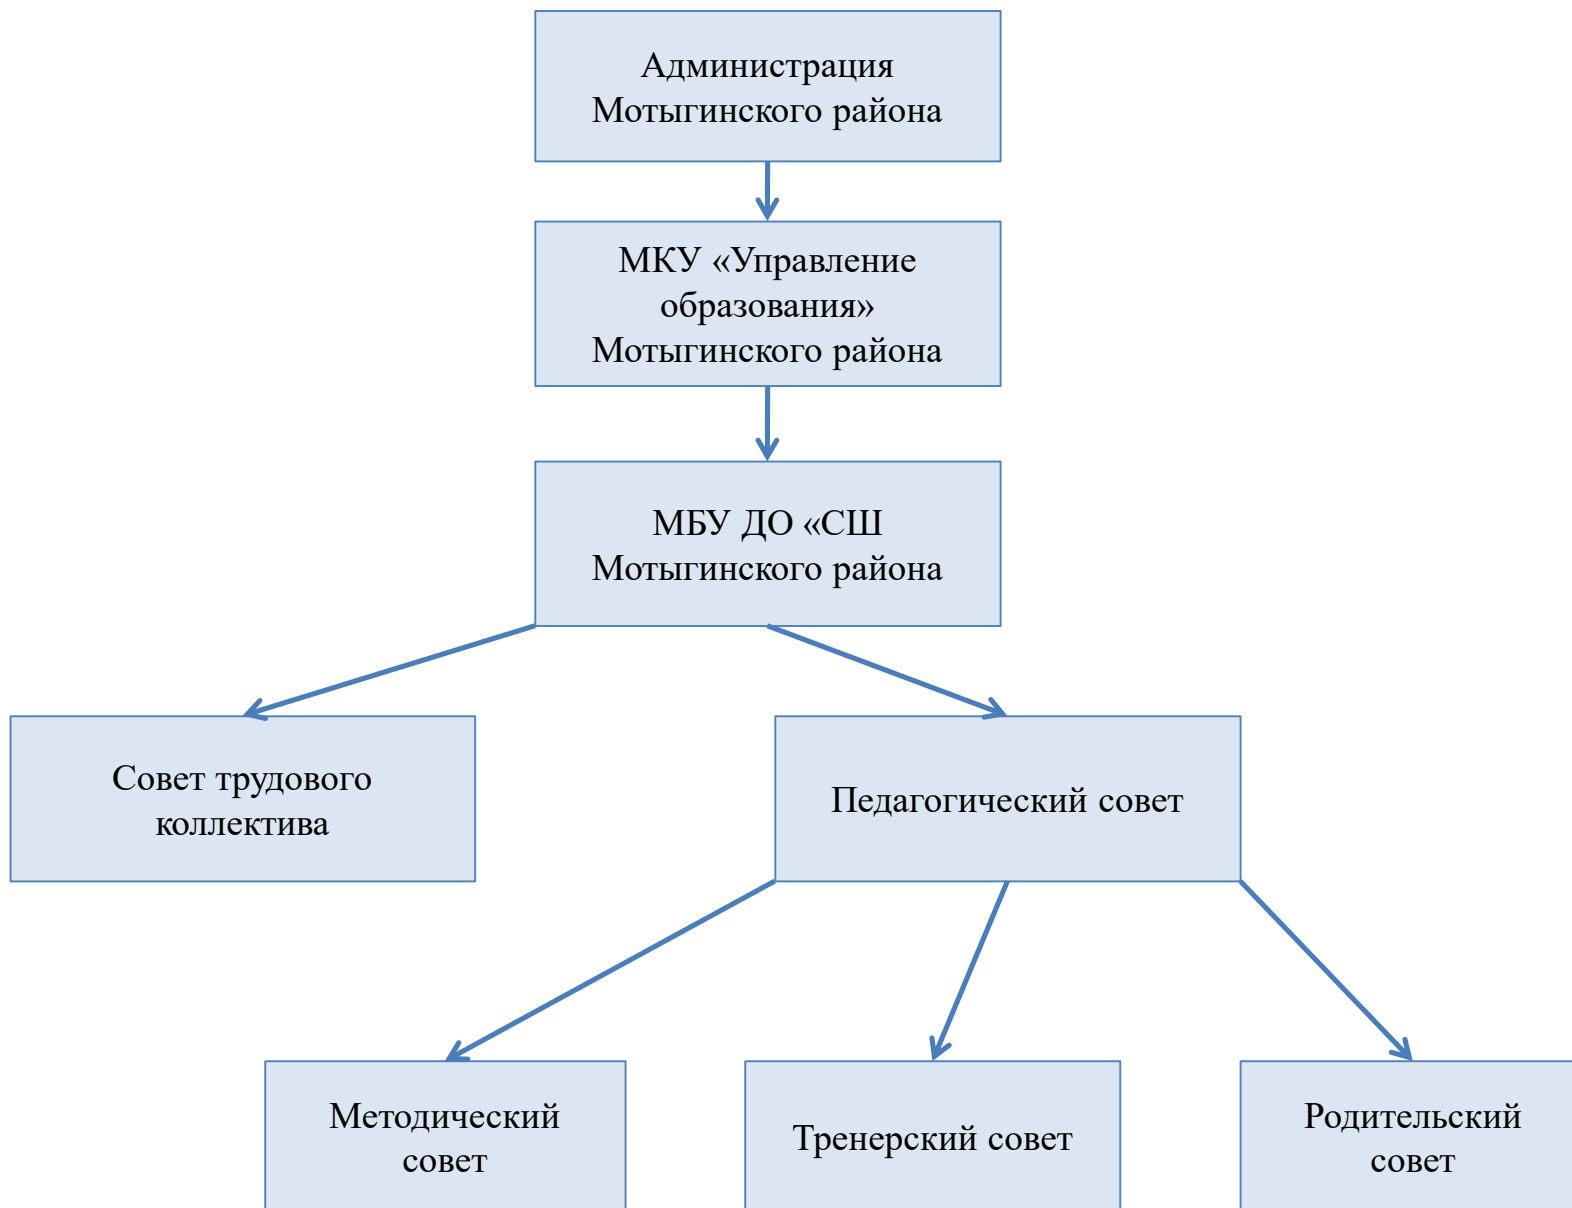 Администрация
Мотыгинского района
МКУ «Управление
образования»
Мотыгинского района
МБУ ДО «СШ
Мотыгинского района
Совет трудового
коллектива
Педагогический совет
Методический
совет
Тренерский совет
Родительский
совет